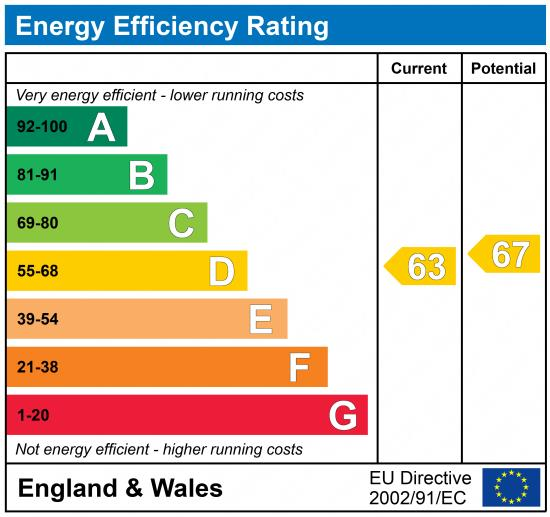 Energy Efficiency Rating
Current Potential
Very energy efficient - lower running costs
92-100 A
81-91 B
69-80 C
55-68 D 63 67
39-54 E
21-38 F
1-20 G
Not energy efficient - higher running costs
England & Wales
EU Directive
2002/91/EC